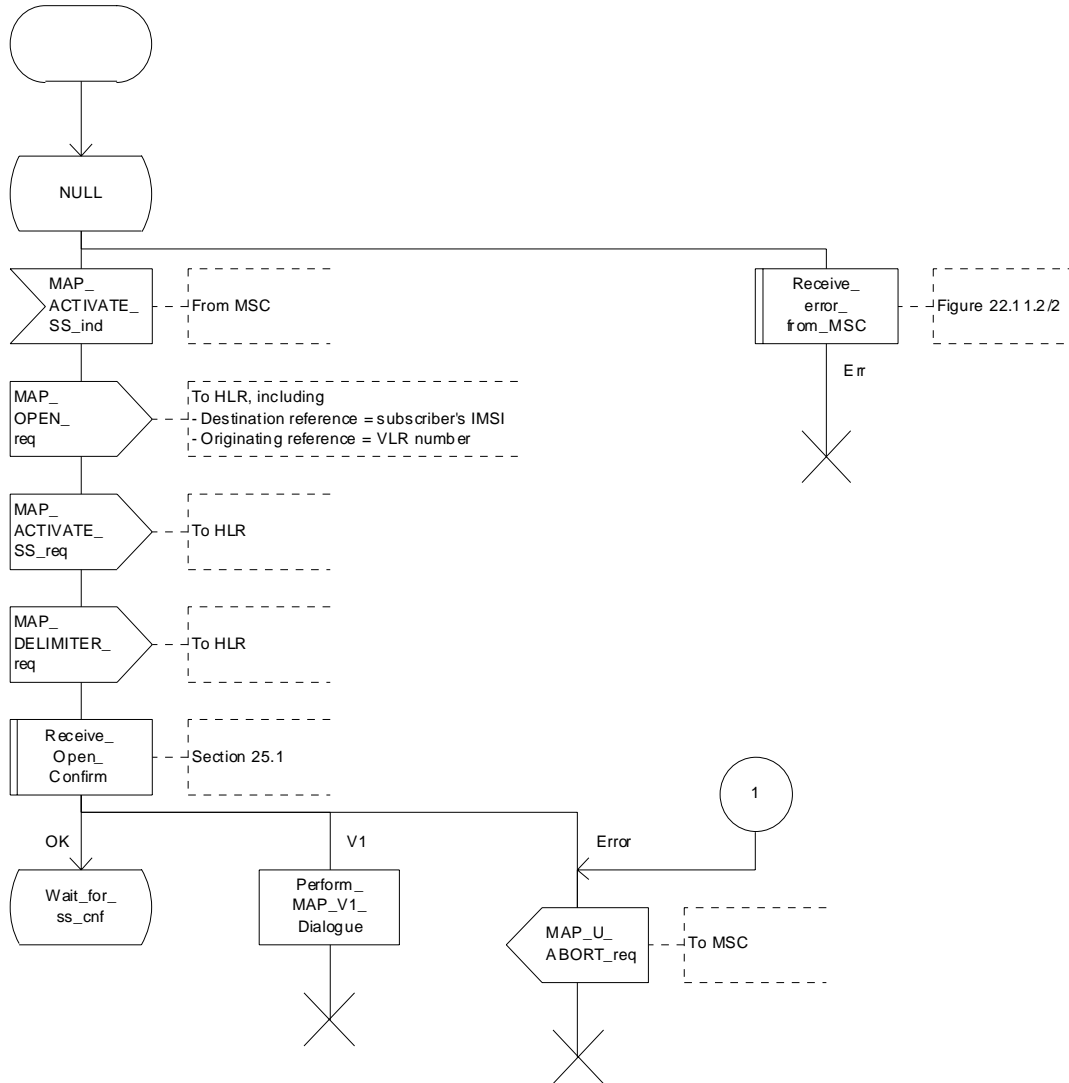 NULL
MAP_
ACTIVATE_
SS_ind
From MSC
Receive_
error_
from_MSC
Figure 22.11.2/2
Err
MAP_
OPEN_
req
To HLR, including
- Destination reference = subscriber's IMSI
- Originating reference = VLR number
MAP_
ACTIVATE_
SS_req
To HLR
MAP_
DELIMITER_
req
To HLR
Receive_
Open_
Confirm
Section 25.1
1
OK
V1
Error
Wait_for_
ss_cnf
Perform_
MAP_V1_
Dialogue
MAP_U_
ABORT_req
To MSC